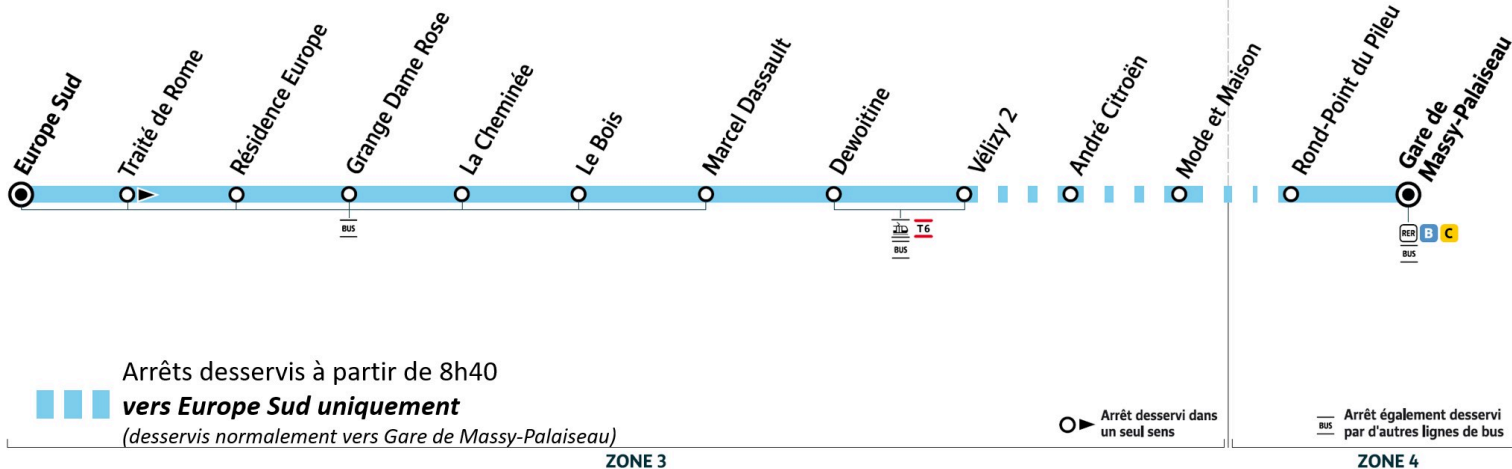 Europe Sud
Traité de Rome
Résidence Europe
Grange Dame Rose
La Cheminée
Le Bois
Marcel Dassault
Dewoitine
Vélizy 2
André Citroën
Mode et Maison
Rond-Point du Pileu
Gare de
Massy-Palaiseau
BUS
T6
BUS
RER B C
BUS
Arrêts desservis à partir de 8h40
vers Europe Sud uniquement
(desservis normalement vers Gare de Massy-Palaiseau)
Arrêt desservi dans
un seul sens
BUS
Arrêt également desservi
par d'autres lignes de bus
ZONE 3
ZONE 4